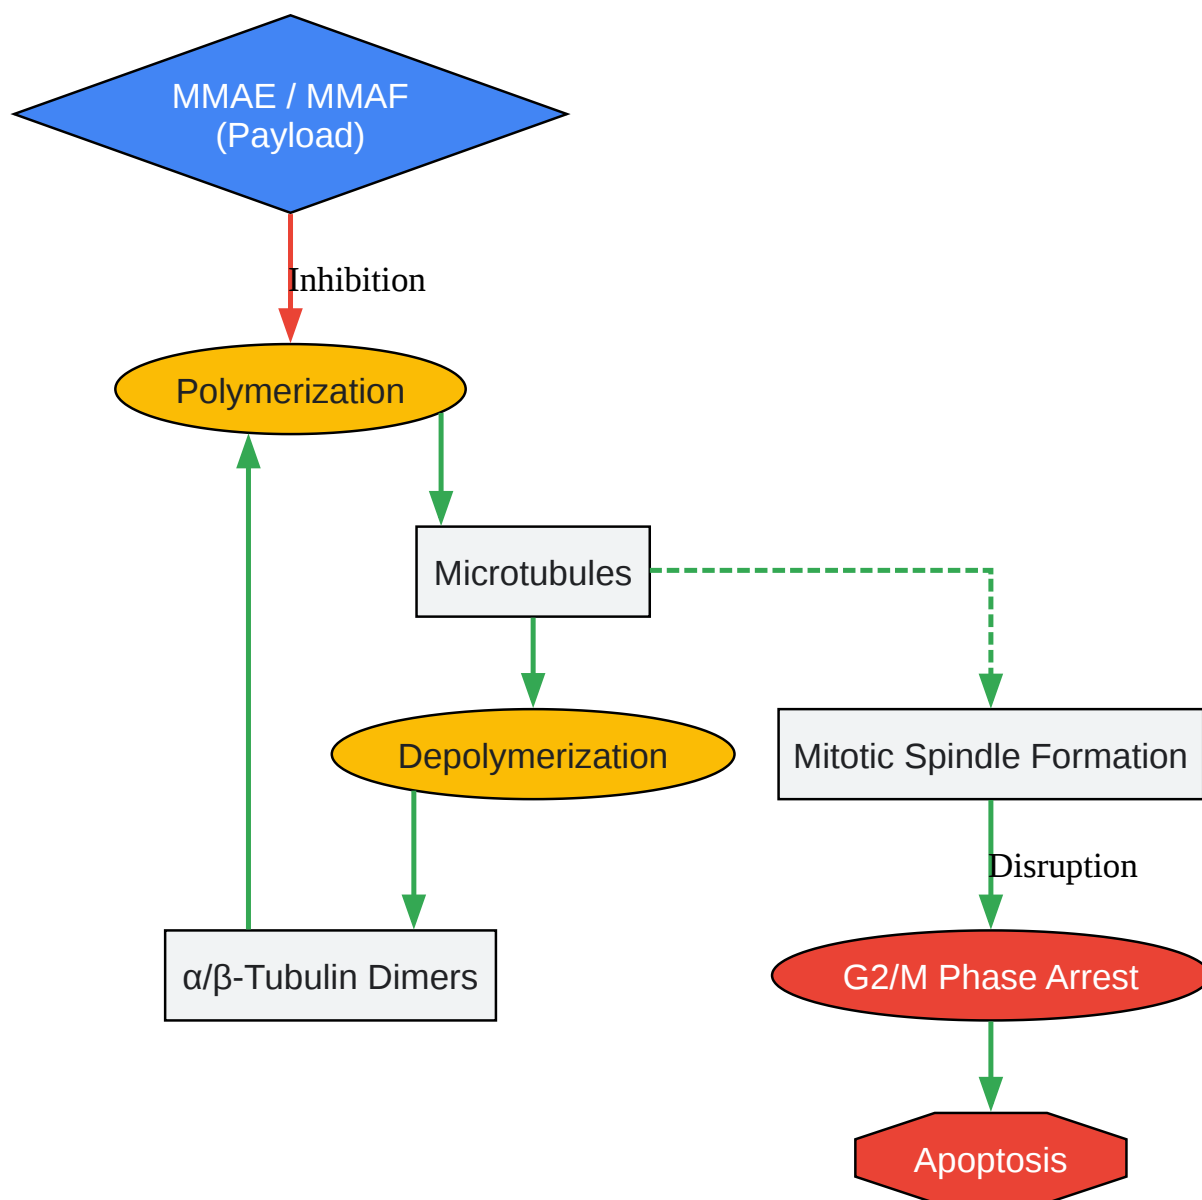 MMAE / MMAF
(Payload)
Inhibition
Polymerization
Microtubules
Depolymerization
Mitotic Spindle Formation
Disruption
α/β-Tubulin Dimers
G2/M Phase Arrest
Apoptosis